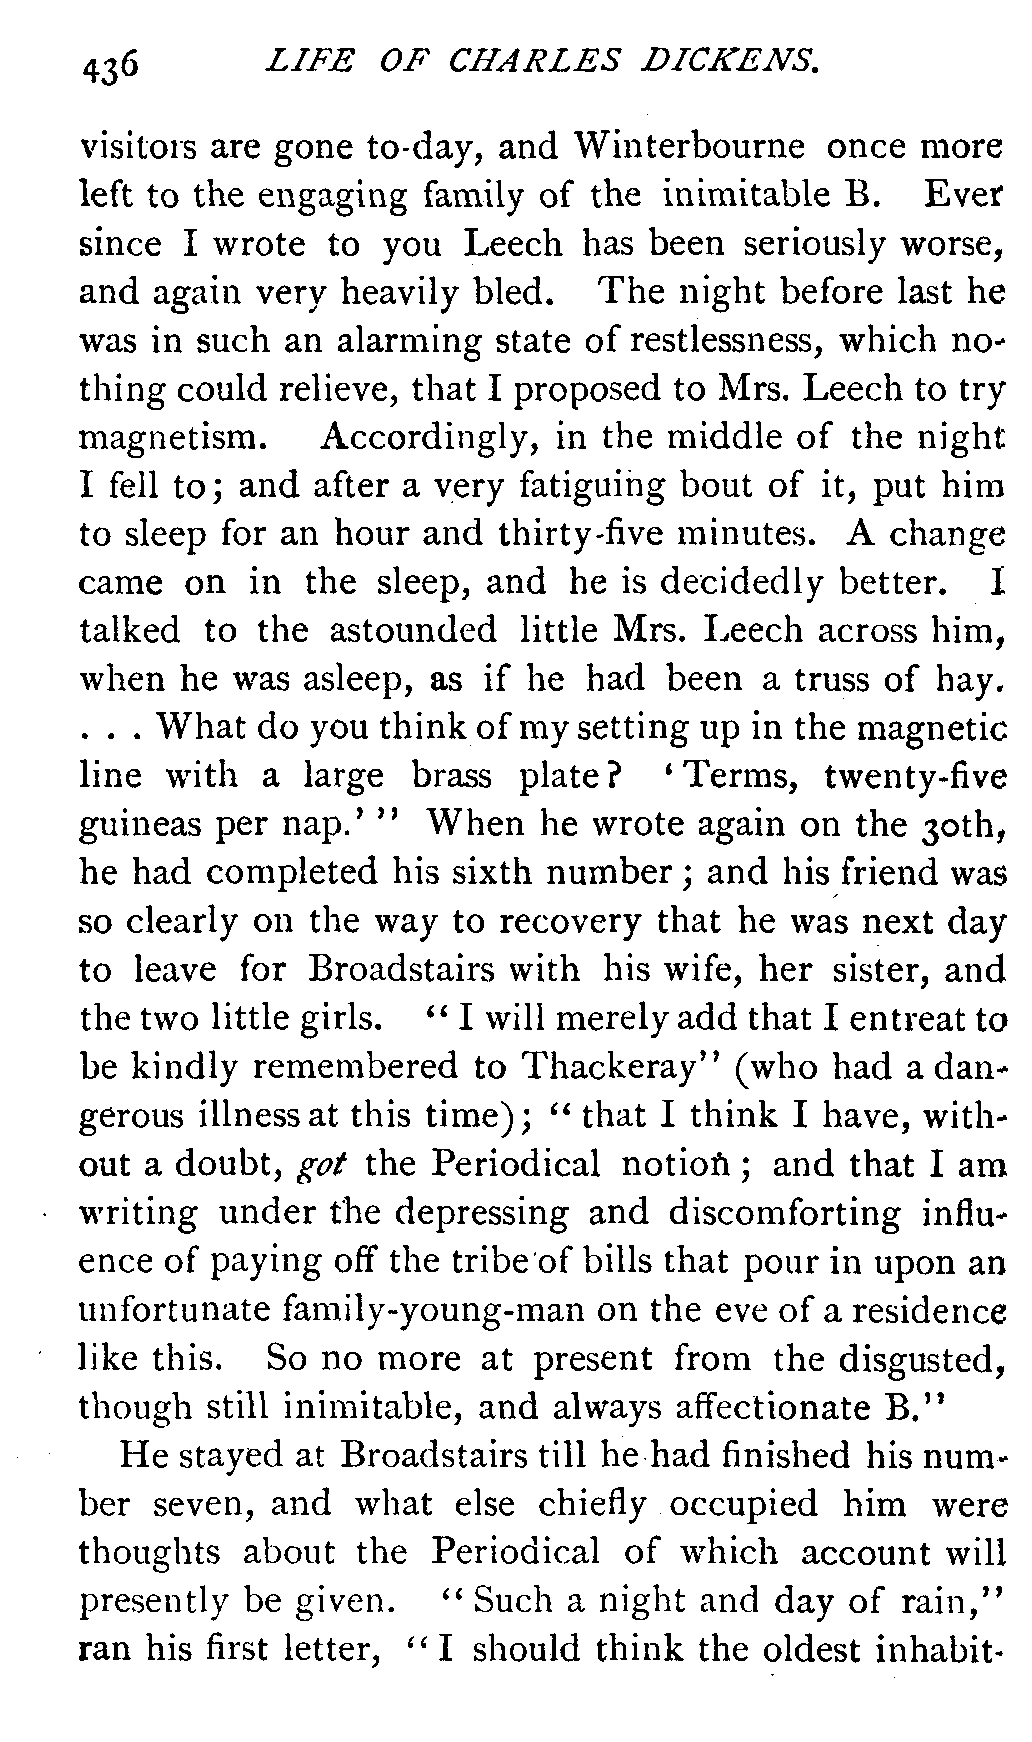 436 LIFE OF CHARLES DICKENS.
visitors are gone to-day, and Winterbourne once more
left to the engaging family of the inimitable B. Ever
since I wrote to you Leech has been seriously worse,
and again very heavily bled. The night before last he
was in such an alarming state of restlessness, which no-
thing could relieve, that I proposed to Mrs. Leech to try
magnetism. Accordingly, in the middle of the night
I fell to; and after a very fatiguing bout of it, put him
to sleep for an hour and thirty-five minutes. A change
came on in the sleep, and he is decidedly better. I
talked to the astounded little Mrs. Leech across him,
when he was asleep, as if he had been a truss of hay.
. . . What do you think of my setting up in the magnetic
line with a large brass plate? ‘Terms, twenty-five
guineas per nap.’ ” When he wrote again on the 30th,
he had completed his sixth number; and his friend was
so clearly on the way to recovery that he was next day
to leave for Broadstairs with his wife, her sister, and
the two little girls. “I will merely add that I entreat to
be kindly remembered to Thackeray” (who had a dan-
gerous illness at this time); “that I think I have, with-
out a doubt, got the Periodical notion; and that I am
writing under the depressing and discomforting influ-
ence of paying off the tribe of bills that pour in upon an
unfortunate family-young-man on the eve of a residence
like this. So no more at present from the disgusted,
though still inimitable, and always affectionate B.”
He stayed at Broadstairs till he had finished his num-
ber seven, and what else chiefly occupied him were
thoughts about the Periodical of which account will
presently be given. “Such a night and day of rain,”
ran his first letter, “I should think the oldest inhabit-